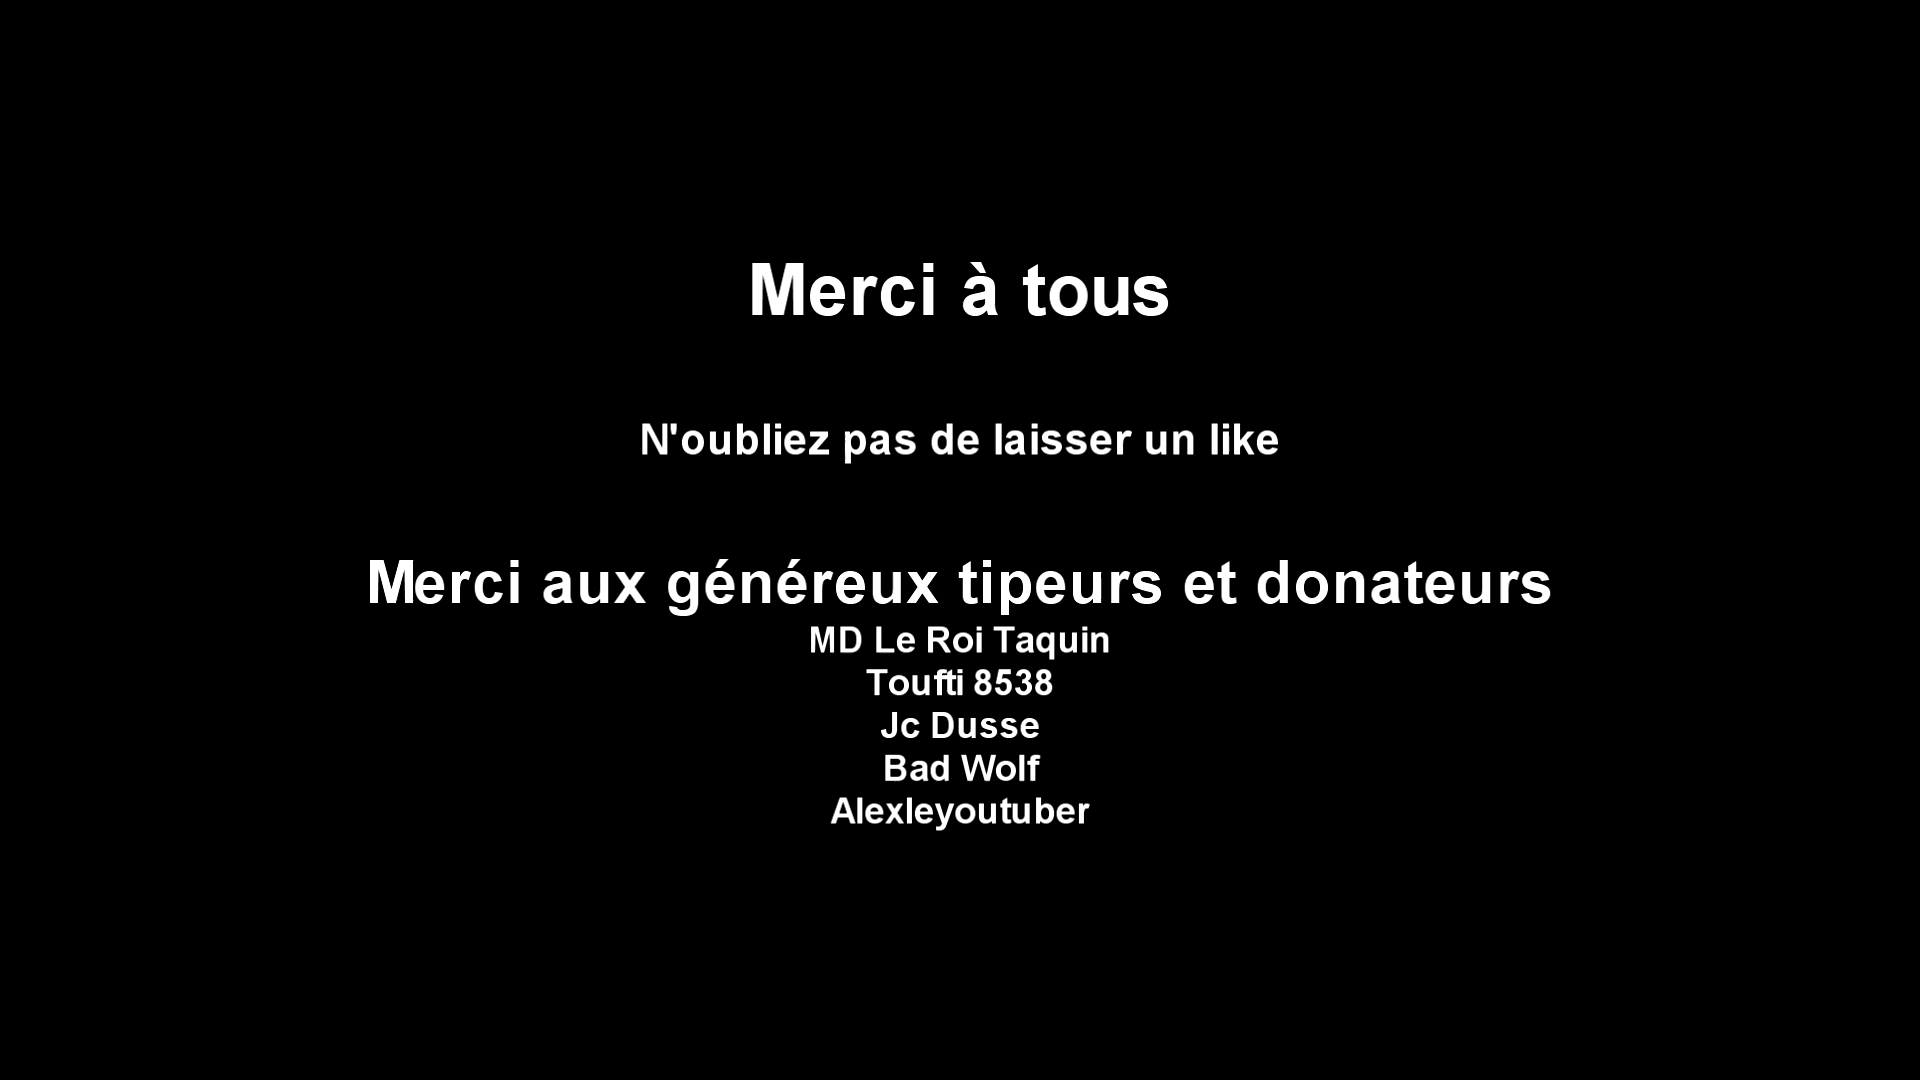 Merci à tous
N'oubliez pas de laisser un like
Merci aux généreux tipeurs et donateurs
MD Le Roi Taquin
Toufti 8538
Jc Dusse
Bad Wolf
Alexleyoutuber